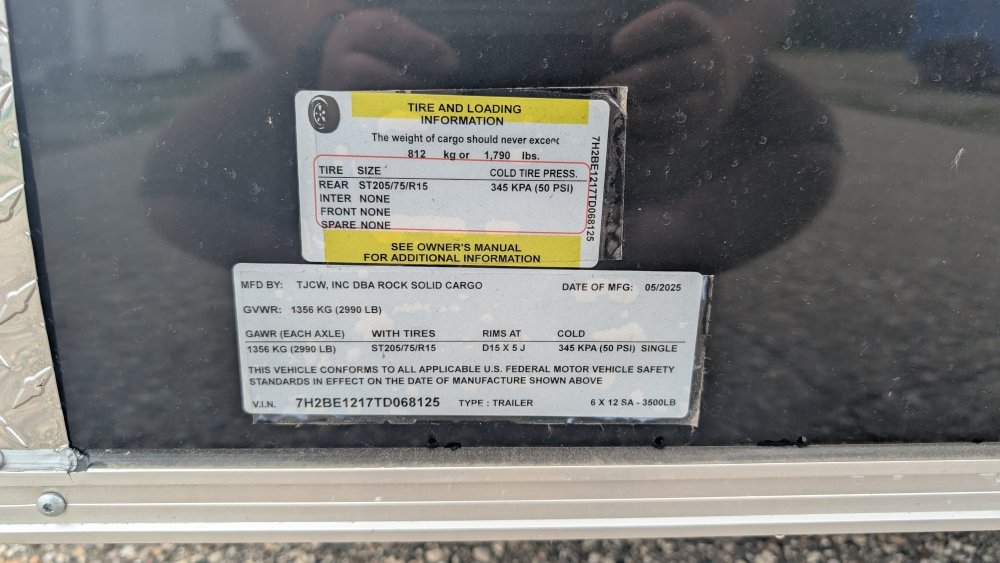 TIRE AND LOADING
INFORMATION
The weight of cargo should never exceed
812 kg or 1,790 lbs.
TIRE SIZE COLD TIRE PRESS.
REAR ST205/75/R15 345 KPA (50 PSI)
INTER NONE
FRONT NONE
SPARE NONE
SEE OWNER'S MANUAL
FOR ADDITIONAL INFORMATION
7H2BE1217TD068125
MFD BY: TJCW, INC DBA ROCK SOLID CARGO DATE OF MFG: 05/2025
GVWR: 1356 KG (2990 LB)
GAWR (EACH AXLE) WITH TIRES RIMS AT COLD
1356 KG (2990 LB) ST205/75/R15 D15 X 5 J 345 KPA (50 PSI) SINGLE
THIS VEHICLE CONFORMS TO ALL APPLICABLE U.S. FEDERAL MOTOR VEHICLE SAFETY
STANDARDS IN EFFECT ON THE DATE OF MANUFACTURE SHOWN ABOVE
V.I.N. 7H2BE1217TD068125 TYPE : TRAILER 6 X 12 SA - 3500LB